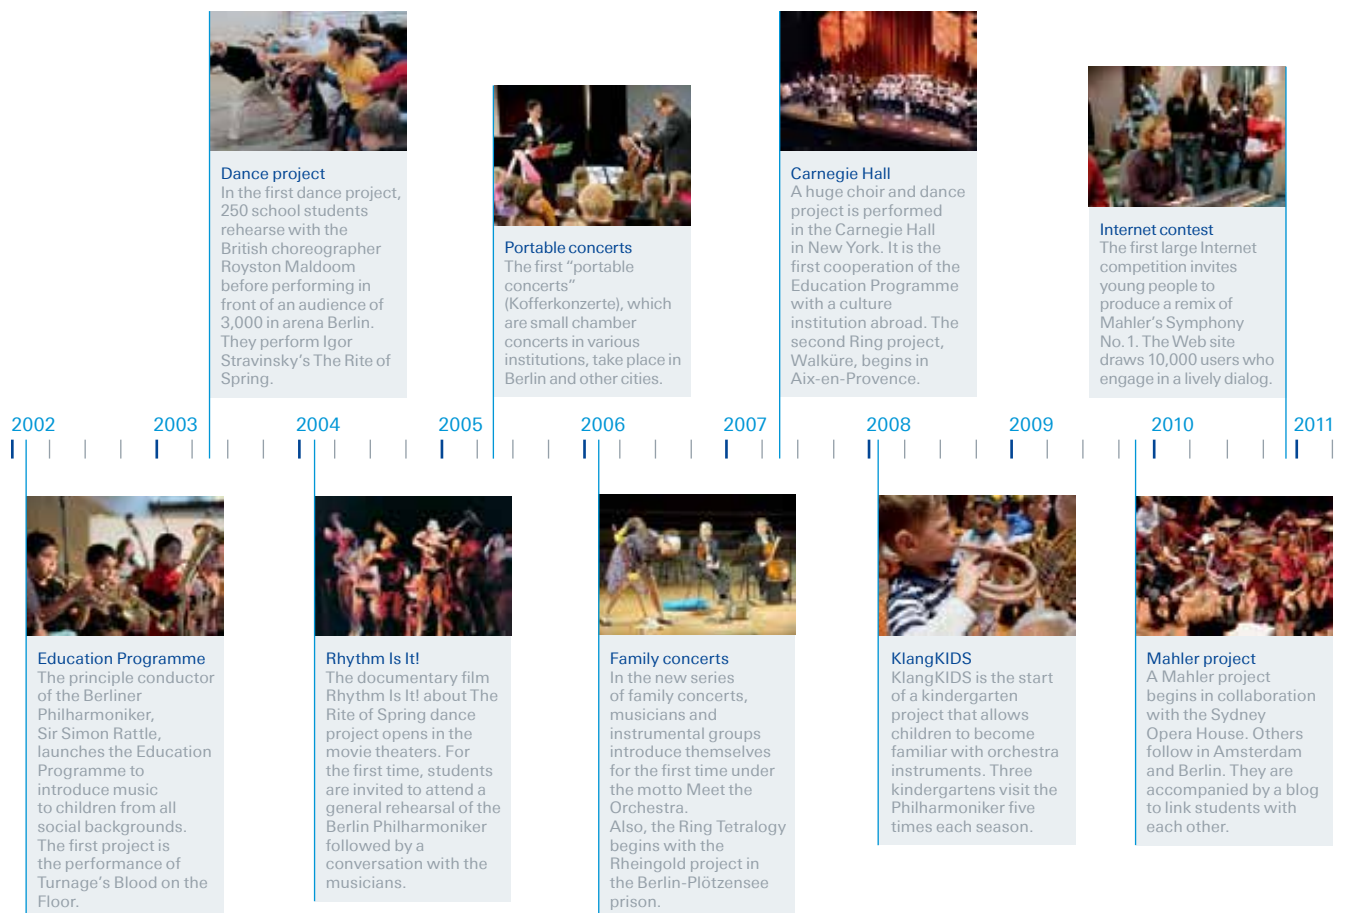 Dance project
In the first dance project,
250 school students
rehearse with the
British choreographer
Royston Maldoom
before performing in
front of an audience of
3,000 in arena Berlin.
They perform Igor
Stravinsky's The Rite of
Spring.
Portable concerts
The first “portable
concerts”
(Kofferkonzerte), which
are small chamber
concerts in various
institutions, take place in
Berlin and other cities.
Carnegie Hall
A huge choir and dance
project is performed
in the Carnegie Hall
in New York. It is the
first cooperation of the
Education Programme
with a culture
institution abroad. The
second Ring project,
Walküre, begins in
Aix-en-Provence.
Internet contest
The first large Internet
competition invites
young people to
produce a remix of
Mahler's Symphony
No. 1. The Web site
draws 10,000 users who
engage in a lively dialog.
2002 2003 2004 2005 2006 2007 2008 2009 2010 2011
Education Programme
The principle conductor
of the Berliner
Philharmoniker,
Sir Simon Rattle,
launches the Education
Programme to
introduce music
to children from all
social backgrounds.
The first project is
the performance of
Turnage's Blood on the
Floor.
Rhythm Is It!
The documentary film
Rhythm Is It! about The
Rite of Spring dance
project opens in the
movie theaters. For
the first time, students
are invited to attend a
general rehearsal of the
Berlin Philharmoniker
followed by a
conversation with the
musicians.
Family concerts
In the new series
of family concerts,
musicians and
instrumental groups
introduce themselves
for the first time under
the motto Meet the
Orchestra.
Also, the Ring Tetralogy
begins with the
Rheingold project in
the Berlin-Plötzensee
prison.
KlangKIDS
KlangKIDS is the start
of a kindergarten
project that allows
children to become
familiar with orchestra
instruments. Three
kindergartens visit the
Philharmoniker five
times each season.
Mahler project
A Mahler project
begins in collaboration
with the Sydney
Opera House. Others
follow in Amsterdam
and Berlin. They are
accompanied by a blog
to link students with
each other.